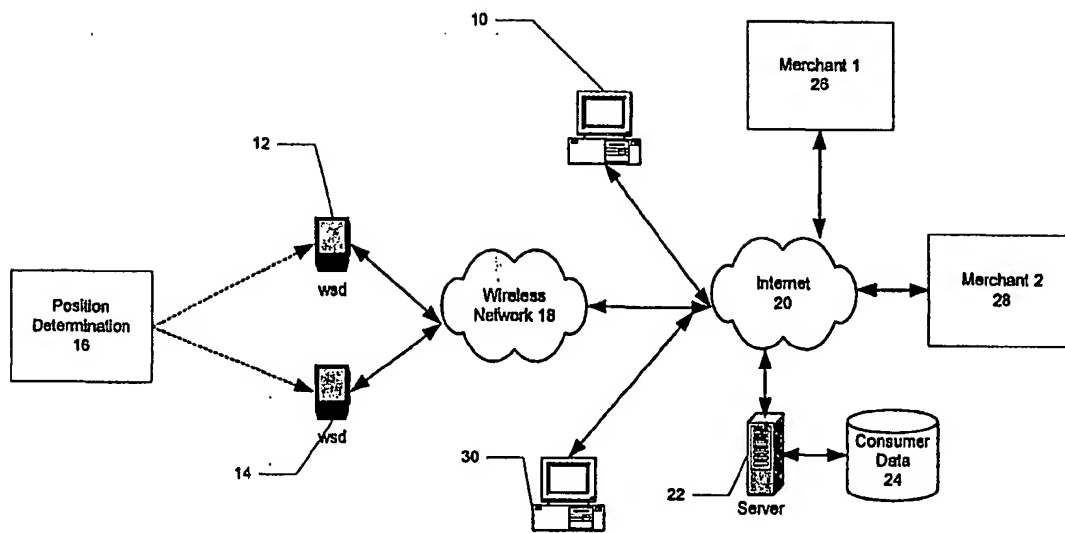 10
Merchant 1
26
12
wsd
Position
Determination
16
Wireless
Network 18
Internet
20
Merchant 2
28
wsd
14
30
22
Server
Consumer
Data
24